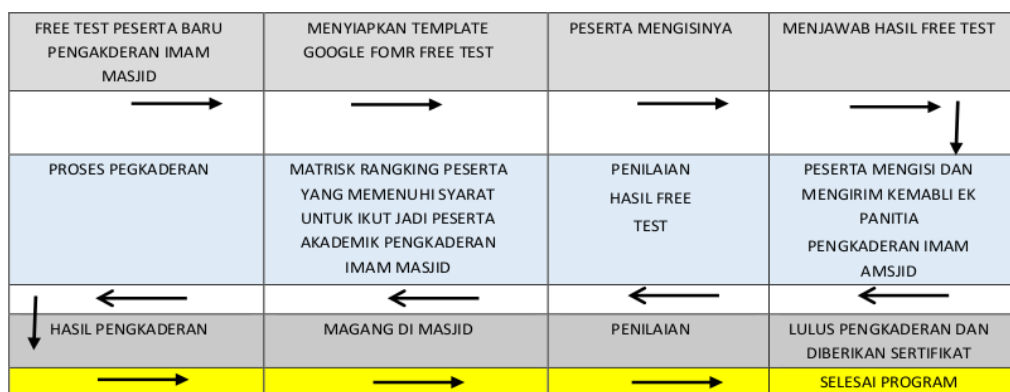 FREE TEST PESERTA BARU
PENGAKDERAN IMAM
MASJID
MENYIAPKAN TEMPLATE
GOOGLE FOMR FREE TEST
PESERTA MENGISINYA
MENJAWAB HASIL FREE TEST
PROSES PEGKADERAN
MATRISK RANGKING PESERTA
YANG MEMENUHI SYARAT
UNTUK IKUT JADI PESERTA
AKADEMIK PENGKADERAN
IMAM MASJID
PENILAIAN
HASIL FREE
TEST
PESERTA MENGISI DAN
MENGIRIM KEMABLI EK
PANITIA
PENGKADERAN IMAM
AMSJID
HASIL PENGKADERAN
MAGANG DI MASJID
PENILAIAN
LULUS PENGKADERAN DAN
DIBERIKAN SERTIFIKAT
SELESAI PROGRAM